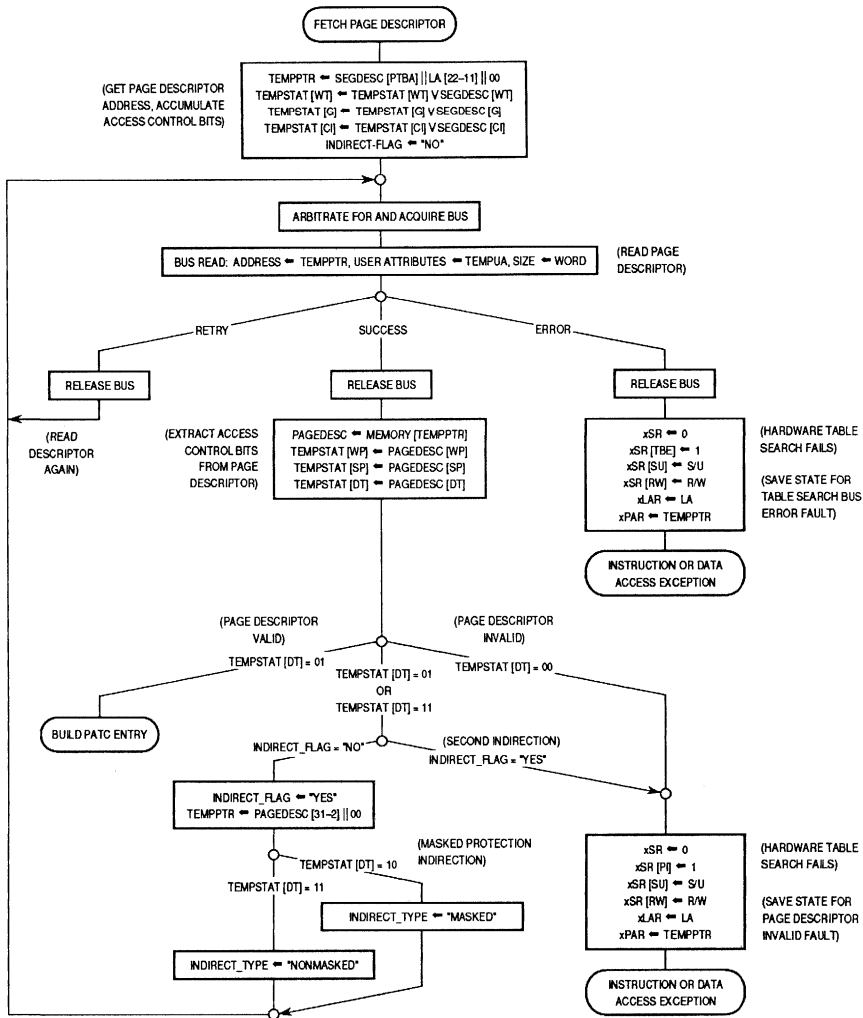 FETCH PAGE DESCRIPTOR
(GET PAGE DESCRIPTOR
ADDRESS, ACCUMULATE
ACCESS CONTROL BITS)
TEMPPTR ← SEGDESC [PTBA] || LA [22–11] || 00
TEMPSTAT [WT] ← TEMPSTAT [WT] V SEGDESC [WT]
TEMPSTAT [G] ← TEMPSTAT [G] V SEGDESC [G]
TEMPSTAT [CI] ← TEMPSTAT [CI] V SEGDESC [CI]
INDIRECT-FLAG ← "NO"
ARBITRATE FOR AND ACQUIRE BUS
BUS READ: ADDRESS ← TEMPPTR, USER ATTRIBUTES ← TEMPUA, SIZE ← WORD
(READ PAGE
DESCRIPTOR)
RETRY
SUCCESS
ERROR
RELEASE BUS
RELEASE BUS
RELEASE BUS
(READ
DESCRIPTOR
AGAIN)
(EXTRACT ACCESS
CONTROL BITS
FROM PAGE
DESCRIPTOR)
PAGEDESC ← MEMORY [TEMPPTR]
TEMPSTAT [WP] ← PAGEDESC [WP]
TEMPSTAT [SP] ← PAGEDESC [SP]
TEMPSTAT [DT] ← PAGEDESC [DT]
xSR ← 0
xSR [TBE] ← 1
xSR [SU] ← S/U
xSR [RW] ← R/W
xLAR ← LA
xPAR ← TEMPPTR
(HARDWARE TABLE
SEARCH FAILS)
(SAVE STATE FOR
TABLE SEARCH BUS
ERROR FAULT)
INSTRUCTION OR DATA
ACCESS EXCEPTION
(PAGE DESCRIPTOR
VALID)
TEMPSTAT [DT] = 01
(PAGE DESCRIPTOR
INVALID)
TEMPSTAT [DT] = 00
TEMPSTAT [DT] = 01
OR
TEMPSTAT [DT] = 11
BUILD PATC ENTRY
INDIRECT_FLAG = "NO"
(SECOND INDIRECTION)
INDIRECT_FLAG = "YES"
INDIRECT_FLAG ← "YES"
TEMPPTR ← PAGEDESC [31–2] || 00
(MASKED PROTECTION
INDIRECTION)
TEMPSTAT [DT] = 10
TEMPSTAT [DT] = 11
INDIRECT_TYPE ← "MASKED"
INDIRECT_TYPE ← "NONMASKED"
xSR ← 0
xSR [PI] ← 1
xSR [SU] ← S/U
xSR [RW] ← R/W
xLAR ← LA
xPAR ← TEMPPTR
(HARDWARE TABLE
SEARCH FAILS)
(SAVE STATE FOR
PAGE DESCRIPTOR
INVALID FAULT)
INSTRUCTION OR DATA
ACCESS EXCEPTION